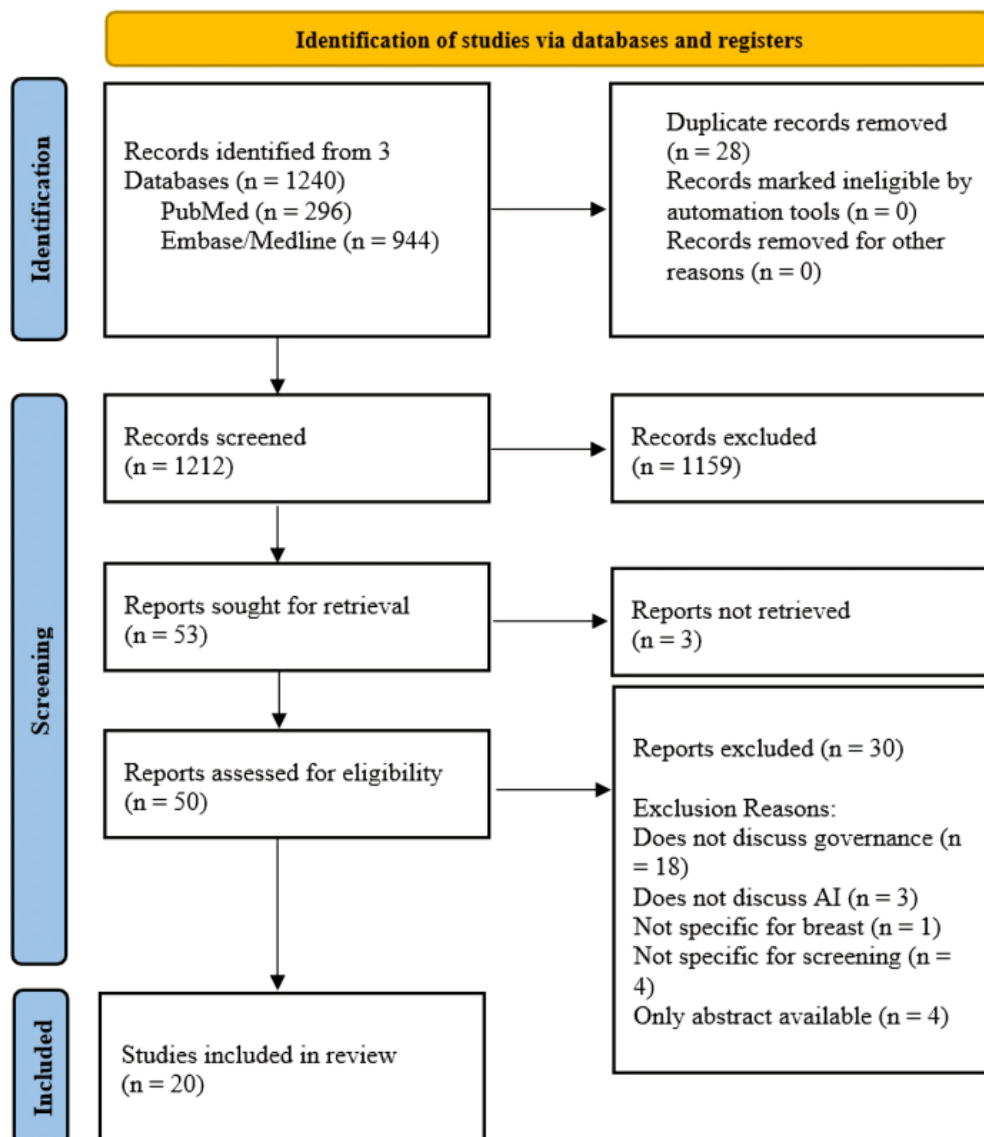 Identification of studies via databases and registers
Identification
Records identified from 3
Databases (n = 1240)
PubMed (n = 296)
Embase/Medline (n = 944)
Duplicate records removed
(n = 28)
Records marked ineligible by
automation tools (n = 0)
Records removed for other
reasons (n = 0)
Screening
Records screened
(n = 1212)
Records excluded
(n = 1159)
Reports sought for retrieval
(n = 53)
Reports not retrieved
(n = 3)
Reports assessed for eligibility
(n = 50)
Reports excluded (n = 30)
Exclusion Reasons:
Does not discuss governance (n
= 18)
Does not discuss AI (n = 3)
Not specific for breast (n = 1)
Not specific for screening (n =
4)
Only abstract available (n = 4)
Included
Studies included in review
(n = 20)